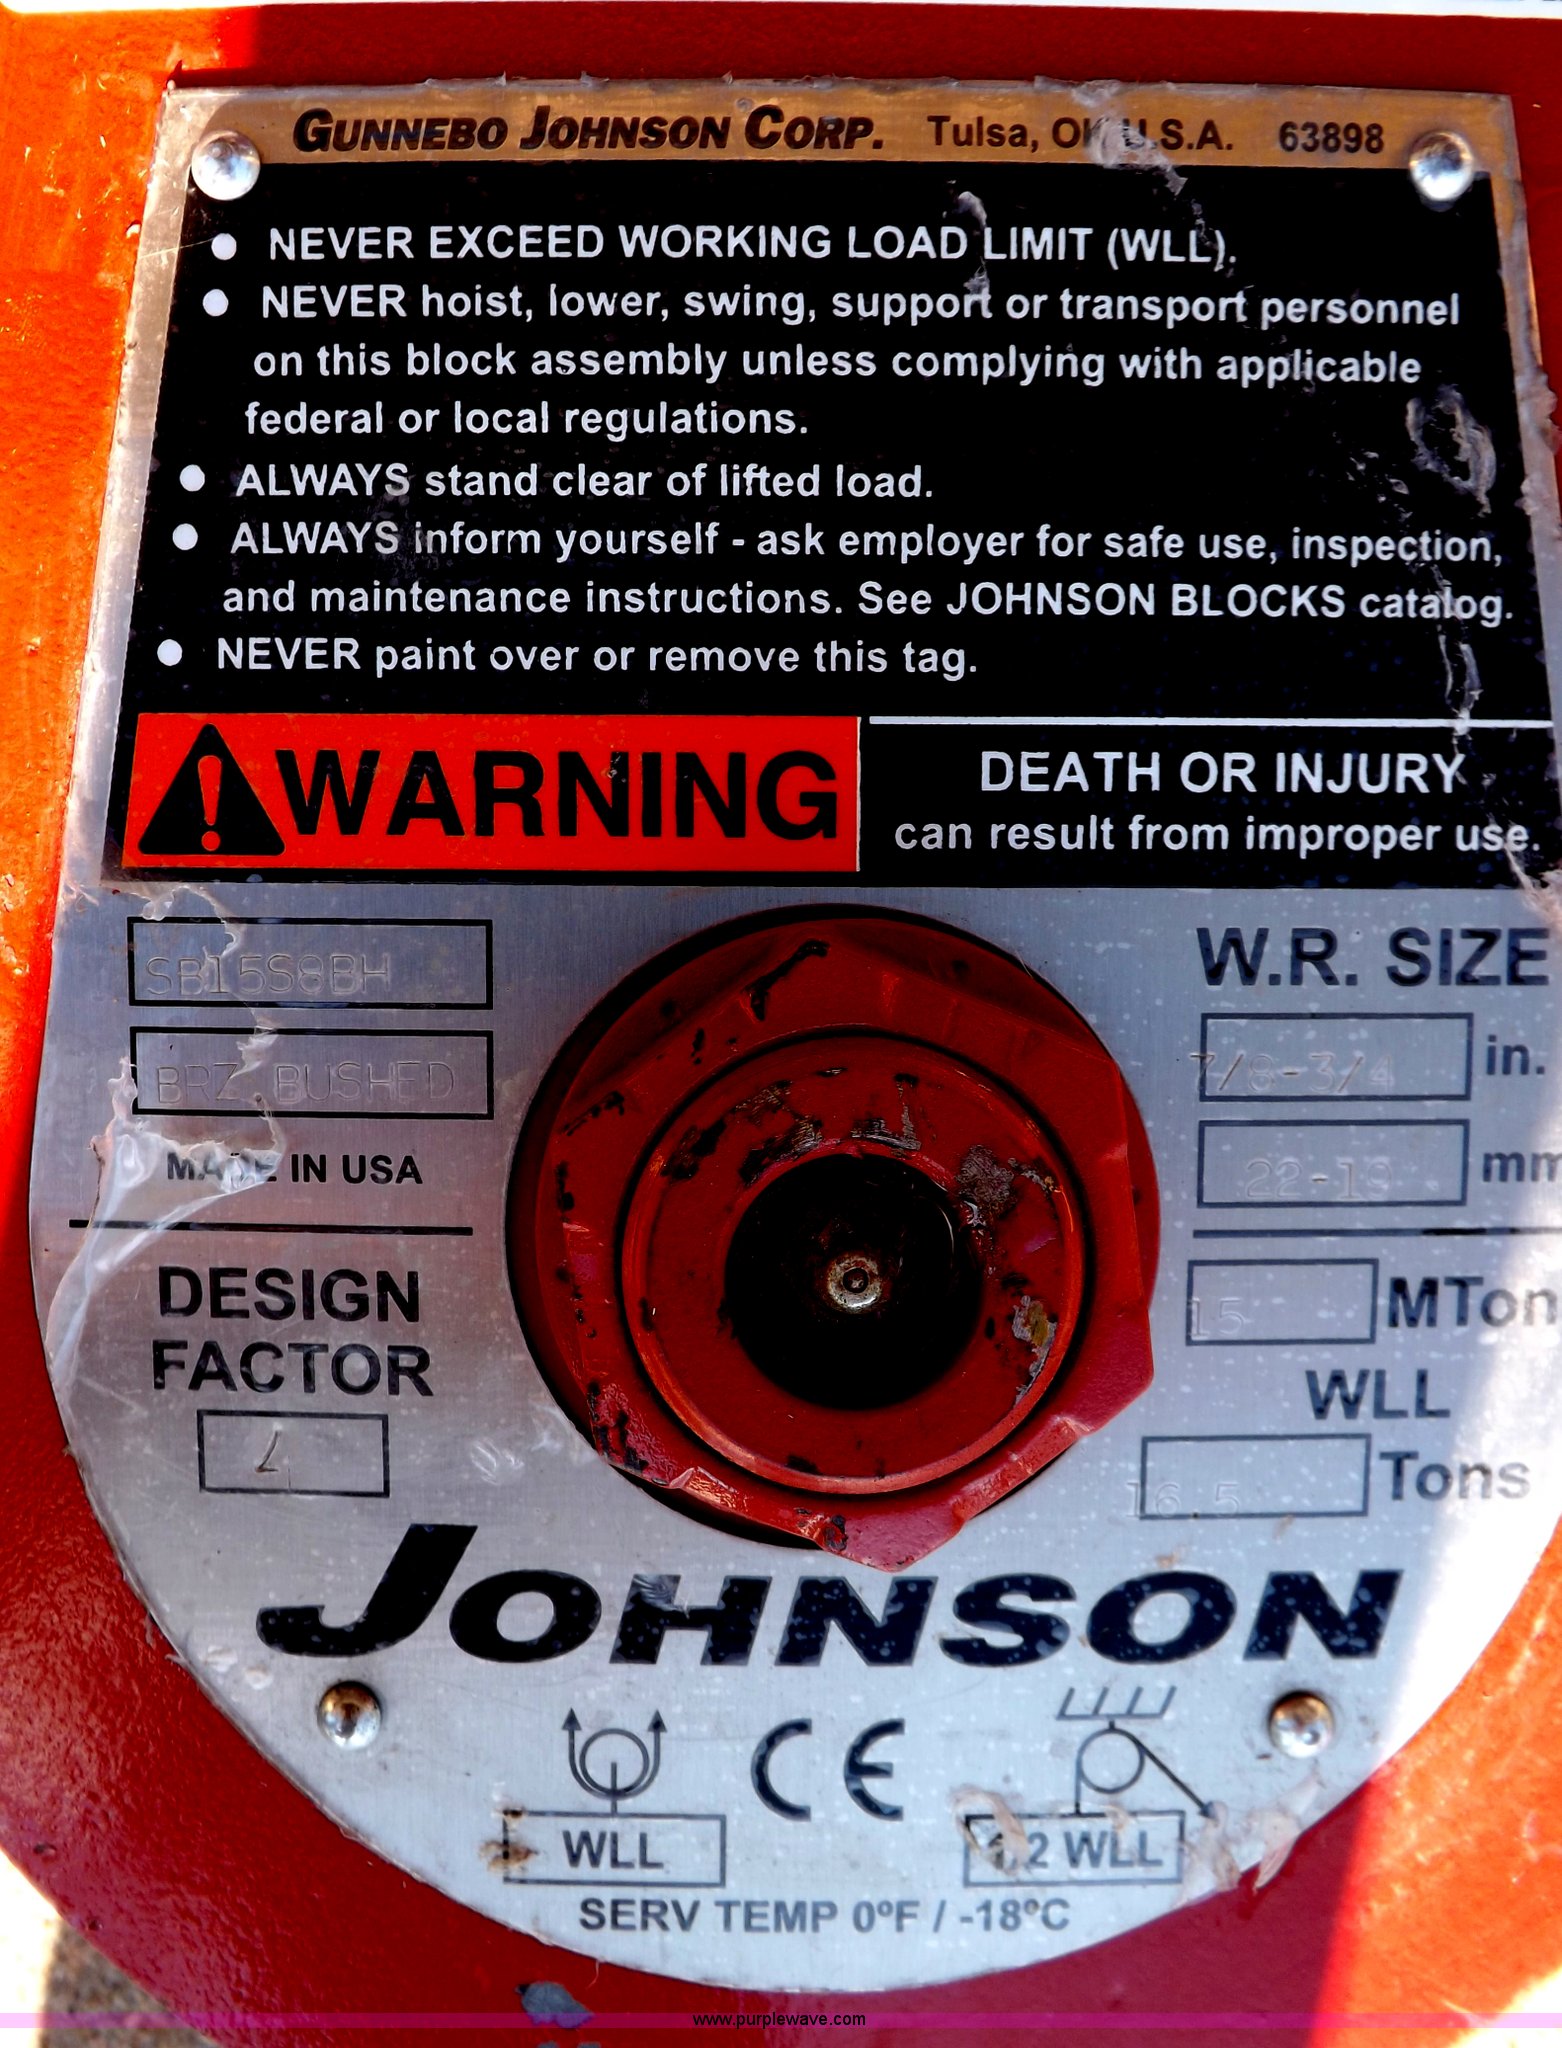 GUNNEBO JOHNSON CORP. Tulsa, OK U.S.A. 63898
• NEVER EXCEED WORKING LOAD LIMIT (WLL).
• NEVER hoist, lower, swing, support or transport personnel
on this block assembly unless complying with applicable
federal or local regulations.
• ALWAYS stand clear of lifted load.
• ALWAYS inform yourself - ask employer for safe use, inspection,
and maintenance instructions. See JOHNSON BLOCKS catalog.
• NEVER paint over or remove this tag.
WARNING
DEATH OR INJURY
can result from improper use.
SB15S8BH
BRZ. BUSHED
MADE IN USA
DESIGN
FACTOR
4
W.R. SIZE
7/8-3/4 in.
22-19 mm
15 MTon
WLL
16.5 Tons
JOHNSON
CE
WLL
2 WLL
SERV TEMP 0ºF / -18ºC
www.purplewave.com